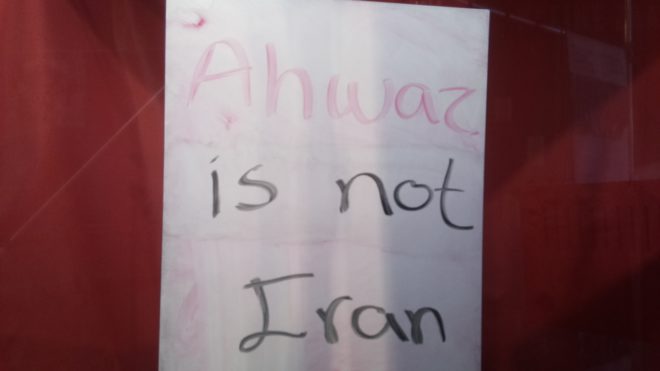 Ahwaz
is not
Iran